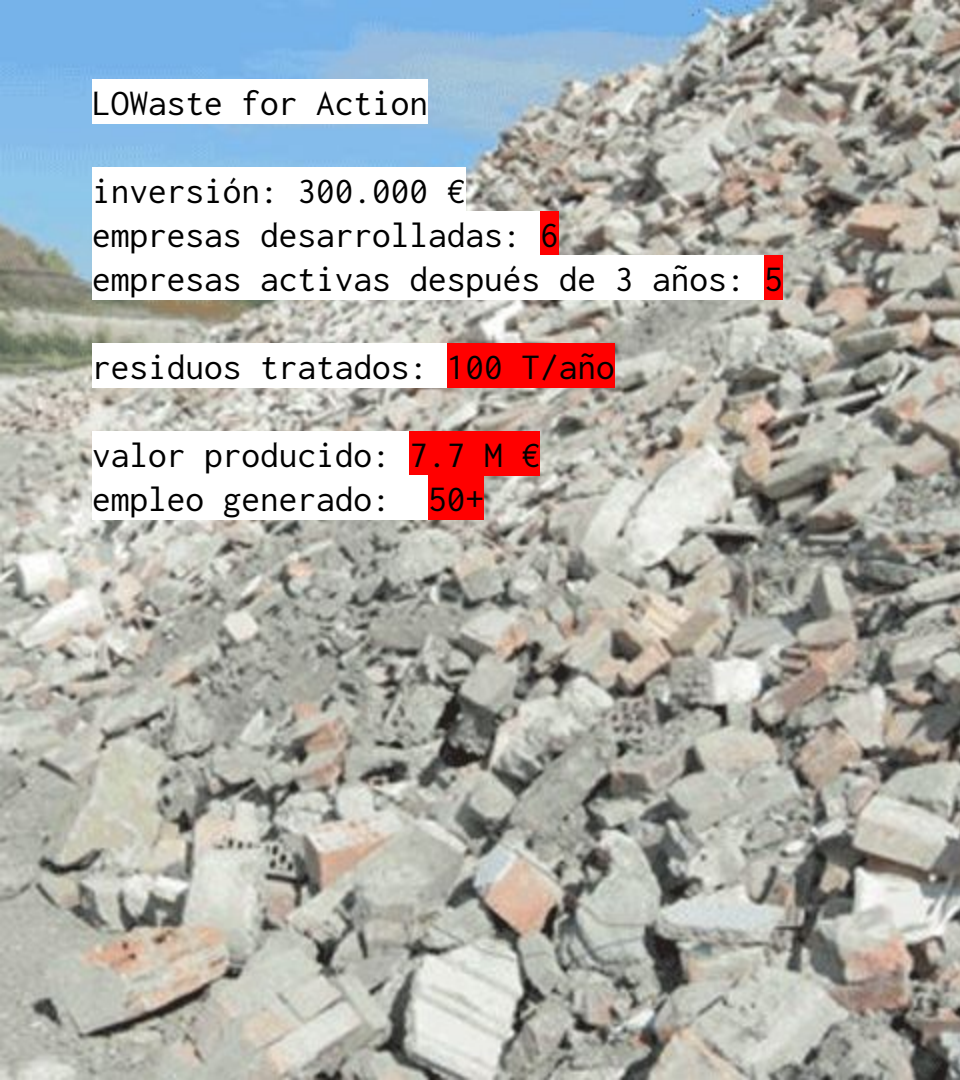 LOWaste for Action
inversión: 300.000 €
empresas desarrolladas: 6
empresas activas después de 3 años: 5
residuos tratados: 100 T/año
valor producido: 7.7 M €
empleo generado: 50+